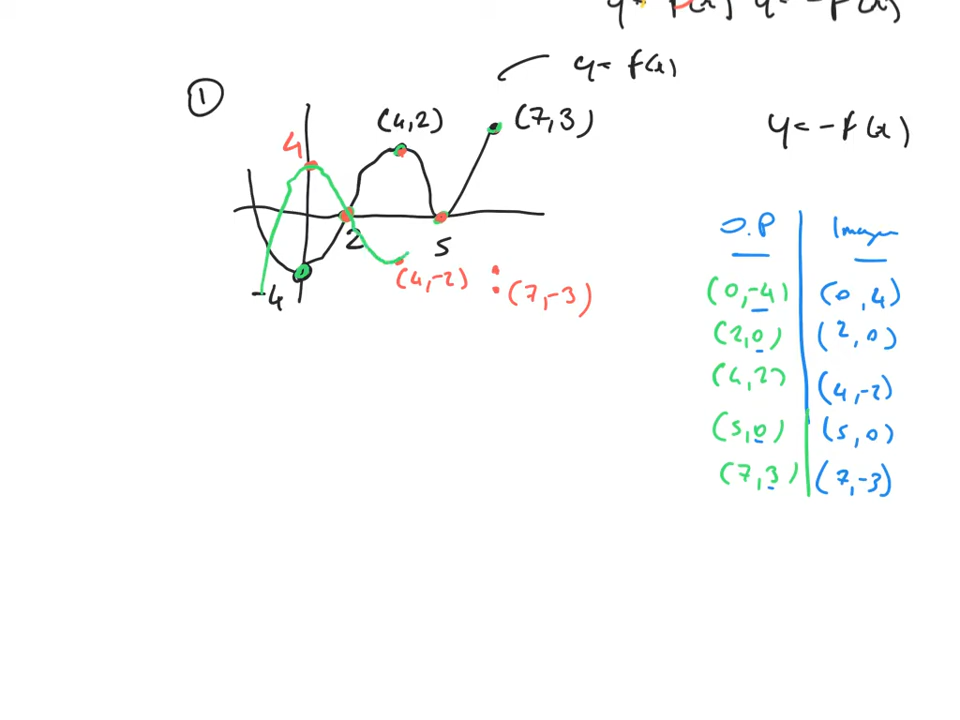 y = f(x) y = -f(x)
y = f(x)
①
(4,2)
(7,3)
y = -f(x)
4
O.P
Image
2
5
-4
(4,-2)
(7,-3)
(0,-4) (0,4)
(2,0) (2,0)
(4,2) (4,-2)
(5,0) (5,0)
(7,3) (7,-3)